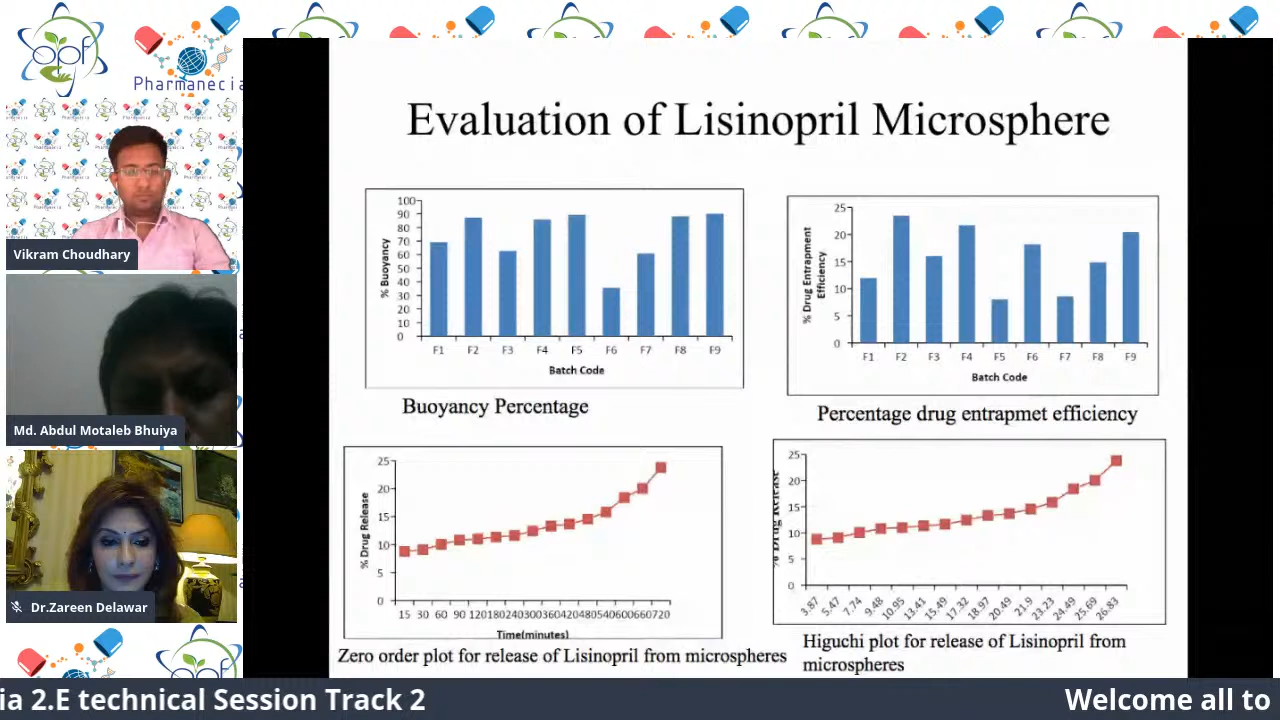 opf
Pharmanecia
Vikram Choudhary
Md. Abdul Motaleb Bhuiya
Dr.Zareen Delawar
Evaluation of Lisinopril Microsphere
% Buoyancy
100
90
80
70
60
50
40
30
20
10
0
F1 F2 F3 F4 F5 F6 F7 F8 F9
Batch Code
Buoyancy Percentage
% Drug Entrapment
Efficiency
25
20
15
10
5
0
F1 F2 F3 F4 F5 F6 F7 F8 F9
Batch Code
Percentage drug entrapmet efficiency
% Drug Release
25
20
15
10
5
0
15 30 60 90 120 180 240 300 360 420 480 540 600 660 720
Time(minutes)
Zero order plot for release of Lisinopril from microspheres
% Drug Release
25
20
15
10
5
0
3.87 5.47 7.74 9.48 10.95 13.41 15.49 17.32 18.97 20.49 21.9 23.23 24.49 25.69 26.83
Higuchi plot for release of Lisinopril from
microspheres
ia 2.E technical Session Track 2
Welcome all to